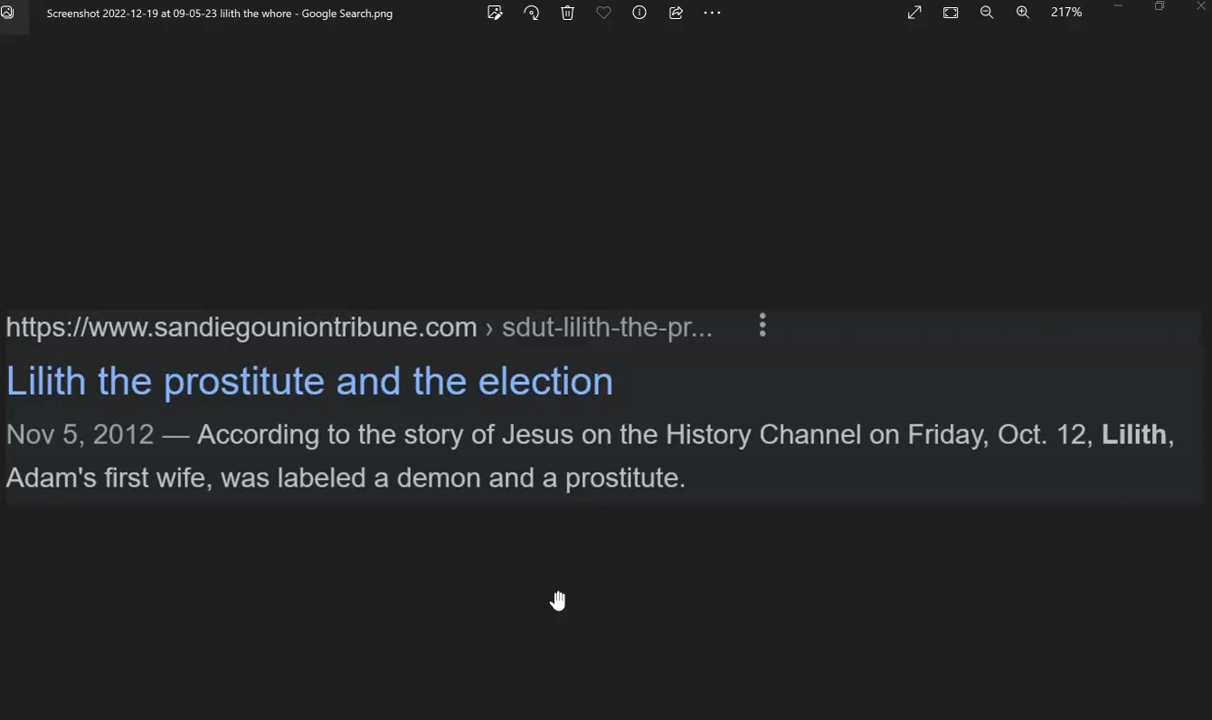 Screenshot 2022-12-19 at 09-05-23 lilith the whore - Google Search.png
217%
https://www.sandiegouniontribune.com › sdut-lilith-the-pr...
Lilith the prostitute and the election
Nov 5, 2012 — According to the story of Jesus on the History Channel on Friday, Oct. 12, Lilith,
Adam's first wife, was labeled a demon and a prostitute.